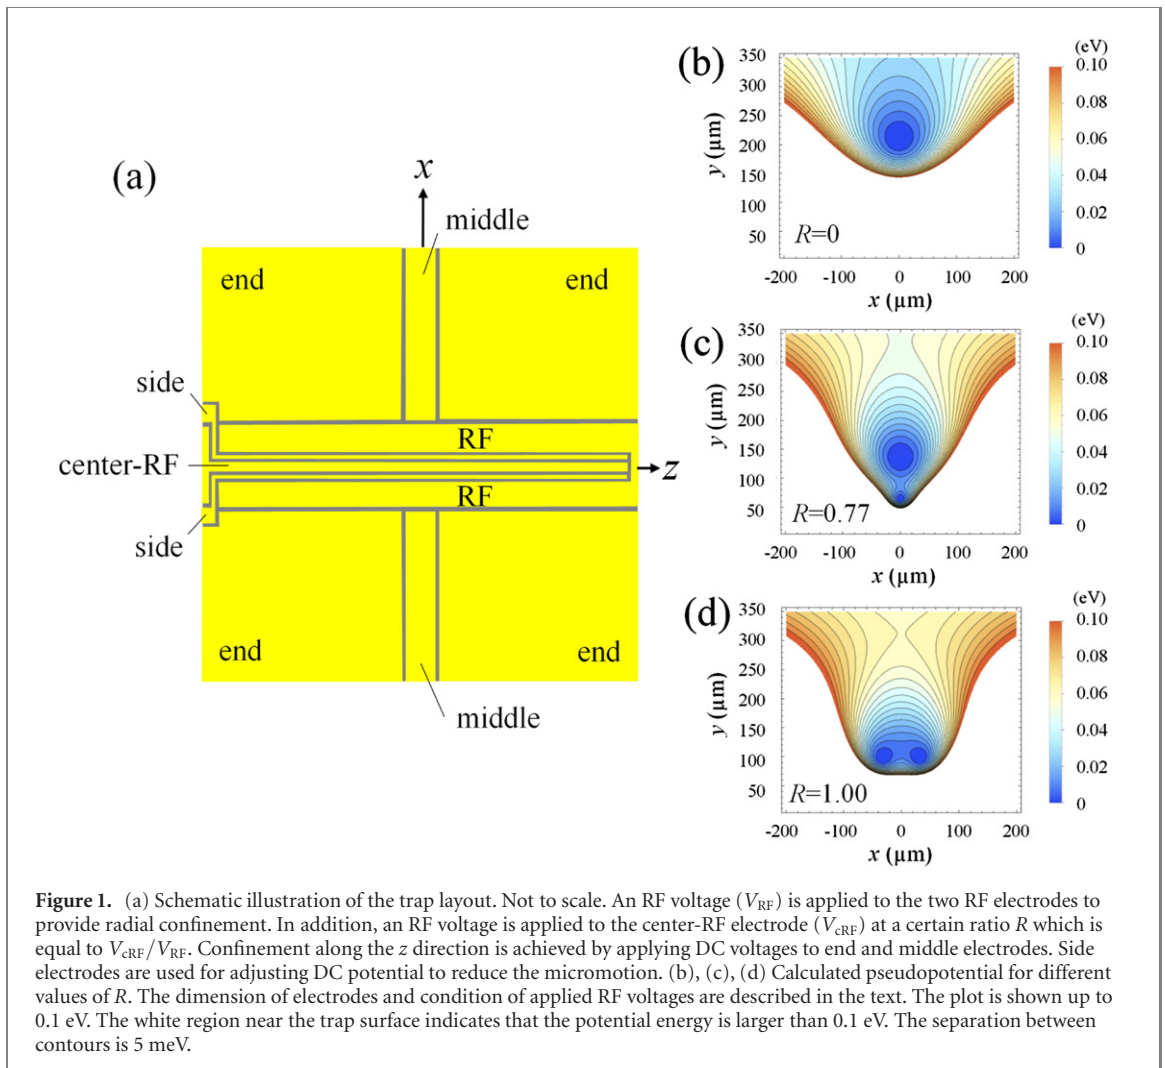 (a)
x
middle
end
end
side
RF
center-RF
z
RF
side
end
end
middle
(b)
(eV)
350
300
250
200
150
100
50
y (µm)
R=0
-200 -100 0 100 200
x (µm)
0.10
0.08
0.06
0.04
0.02
0
(c)
(eV)
350
300
250
200
150
100
50
y (µm)
R=0.77
-200 -100 0 100 200
x (µm)
0.10
0.08
0.06
0.04
0.02
0
(d)
(eV)
350
300
250
200
150
100
50
y (µm)
R=1.00
-200 -100 0 100 200
x (µm)
0.10
0.08
0.06
0.04
0.02
0
Figure 1. (a) Schematic illustration of the trap layout. Not to scale. An RF voltage (V_RF) is applied to the two RF electrodes to
provide radial confinement. In addition, an RF voltage is applied to the center-RF electrode (V_cRF) at a certain ratio R which is
equal to V_cRF/V_RF. Confinement along the z direction is achieved by applying DC voltages to end and middle electrodes. Side
electrodes are used for adjusting DC potential to reduce the micromotion. (b), (c), (d) Calculated pseudopotential for different
values of R. The dimension of electrodes and condition of applied RF voltages are described in the text. The plot is shown up to
0.1 eV. The white region near the trap surface indicates that the potential energy is larger than 0.1 eV. The separation between
contours is 5 meV.